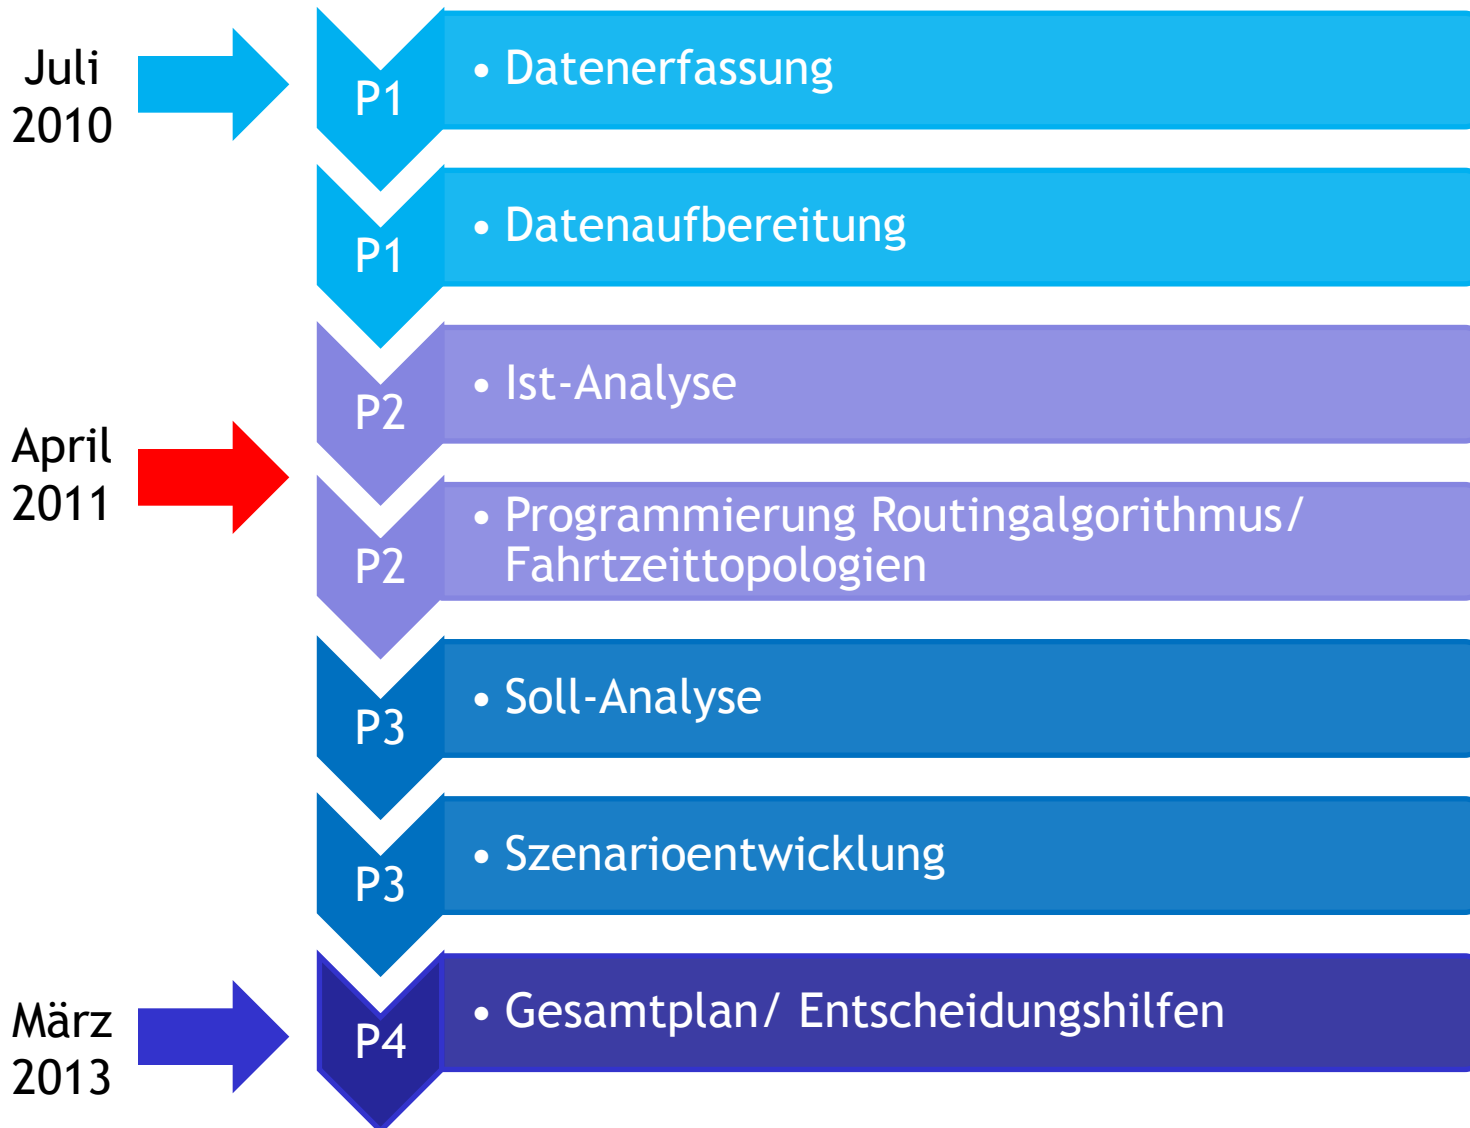 Juli
2010
P1
• Datenerfassung
P1
• Datenaufbereitung
P2
• Ist-Analyse
April
2011
P2
• Programmierung Routingalgorithmus/
Fahrtzeittopologien
P3
• Soll-Analyse
P3
• Szenarioentwicklung
März
2013
P4
• Gesamtplan/ Entscheidungshilfen